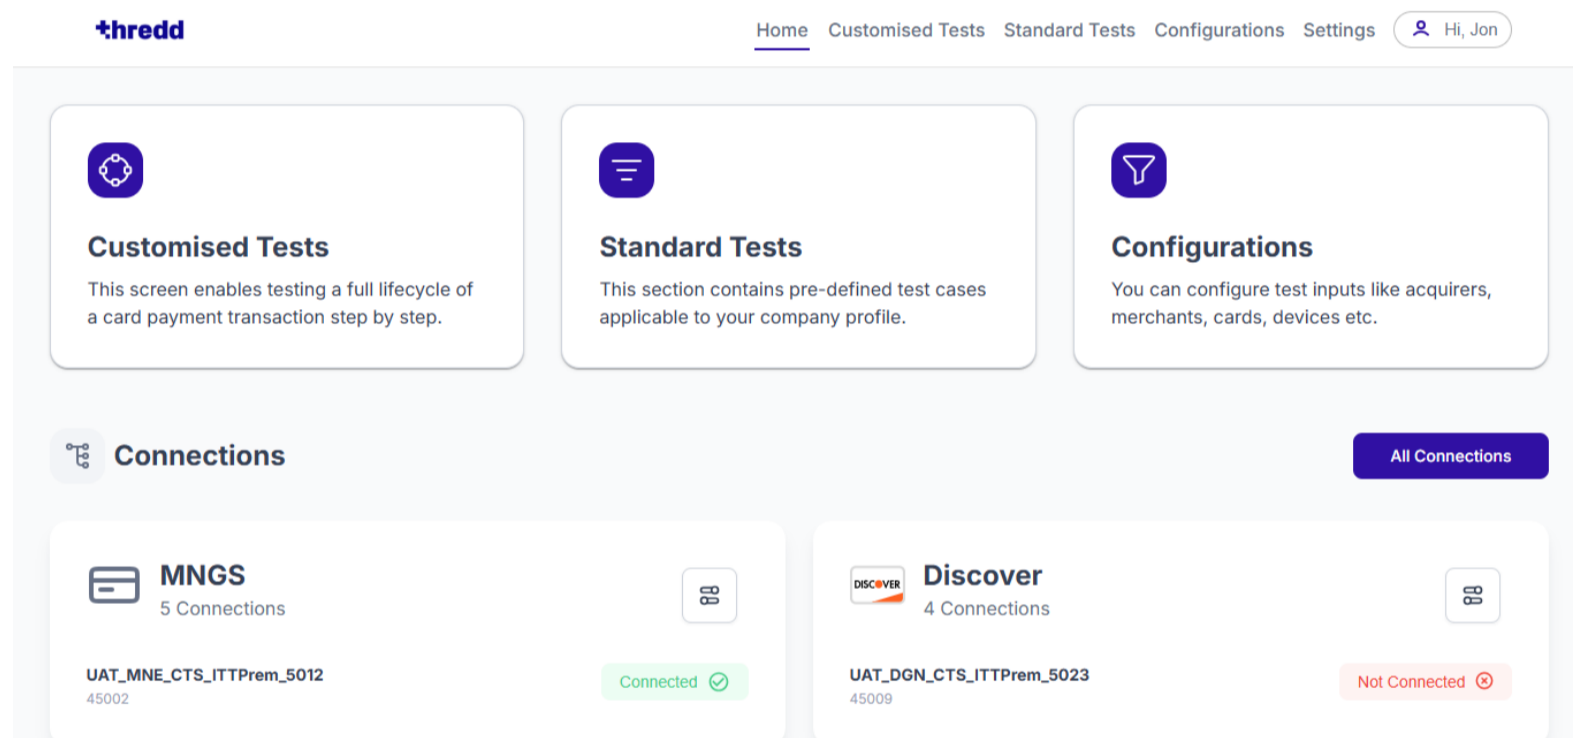 thredd
Home Customised Tests Standard Tests Configurations Settings Hi, Jon
Customised Tests
This screen enables testing a full lifecycle of
a card payment transaction step by step.
Standard Tests
This section contains pre-defined test cases
applicable to your company profile.
Configurations
You can configure test inputs like acquirers,
merchants, cards, devices etc.
Connections
All Connections
MNGS
5 Connections
UAT_MNE_CTS_ITTPrem_5012
45002
Connected
DISCOVER
Discover
4 Connections
UAT_DGN_CTS_ITTPrem_5023
45009
Not Connected